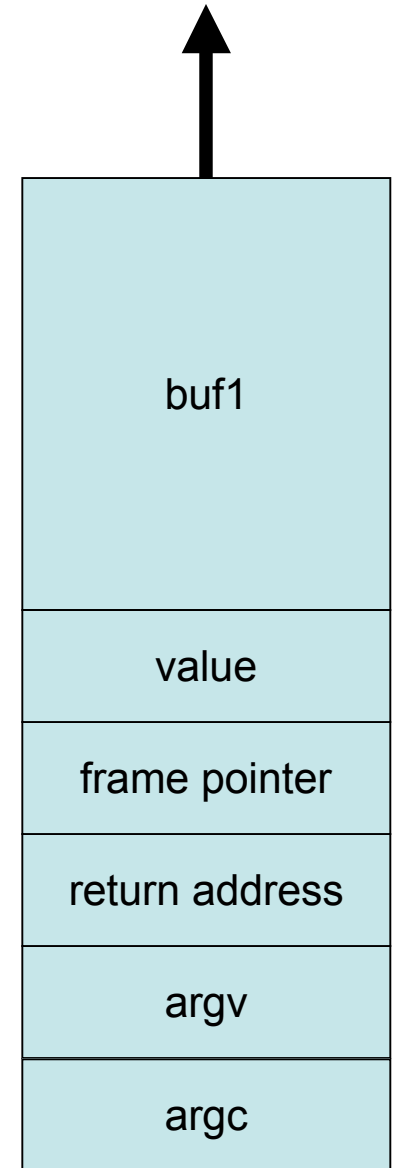 buf1
value
frame pointer
return address
argv
argc